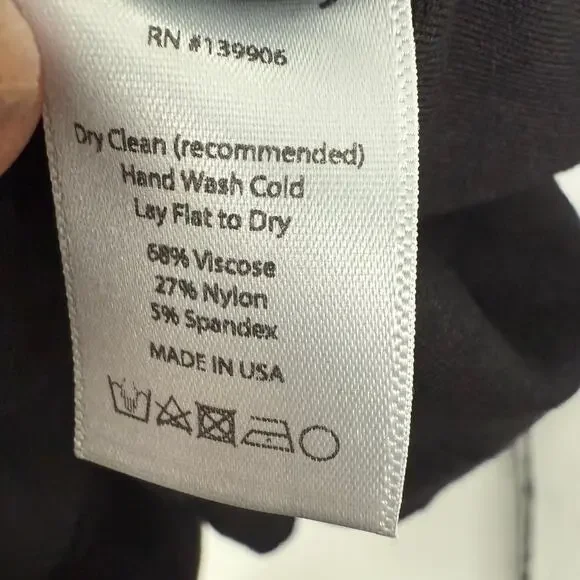 RN #139906
Dry Clean (recommended)
Hand Wash Cold
Lay Flat to Dry
68% Viscose
27% Nylon
5% Spandex
MADE IN USA